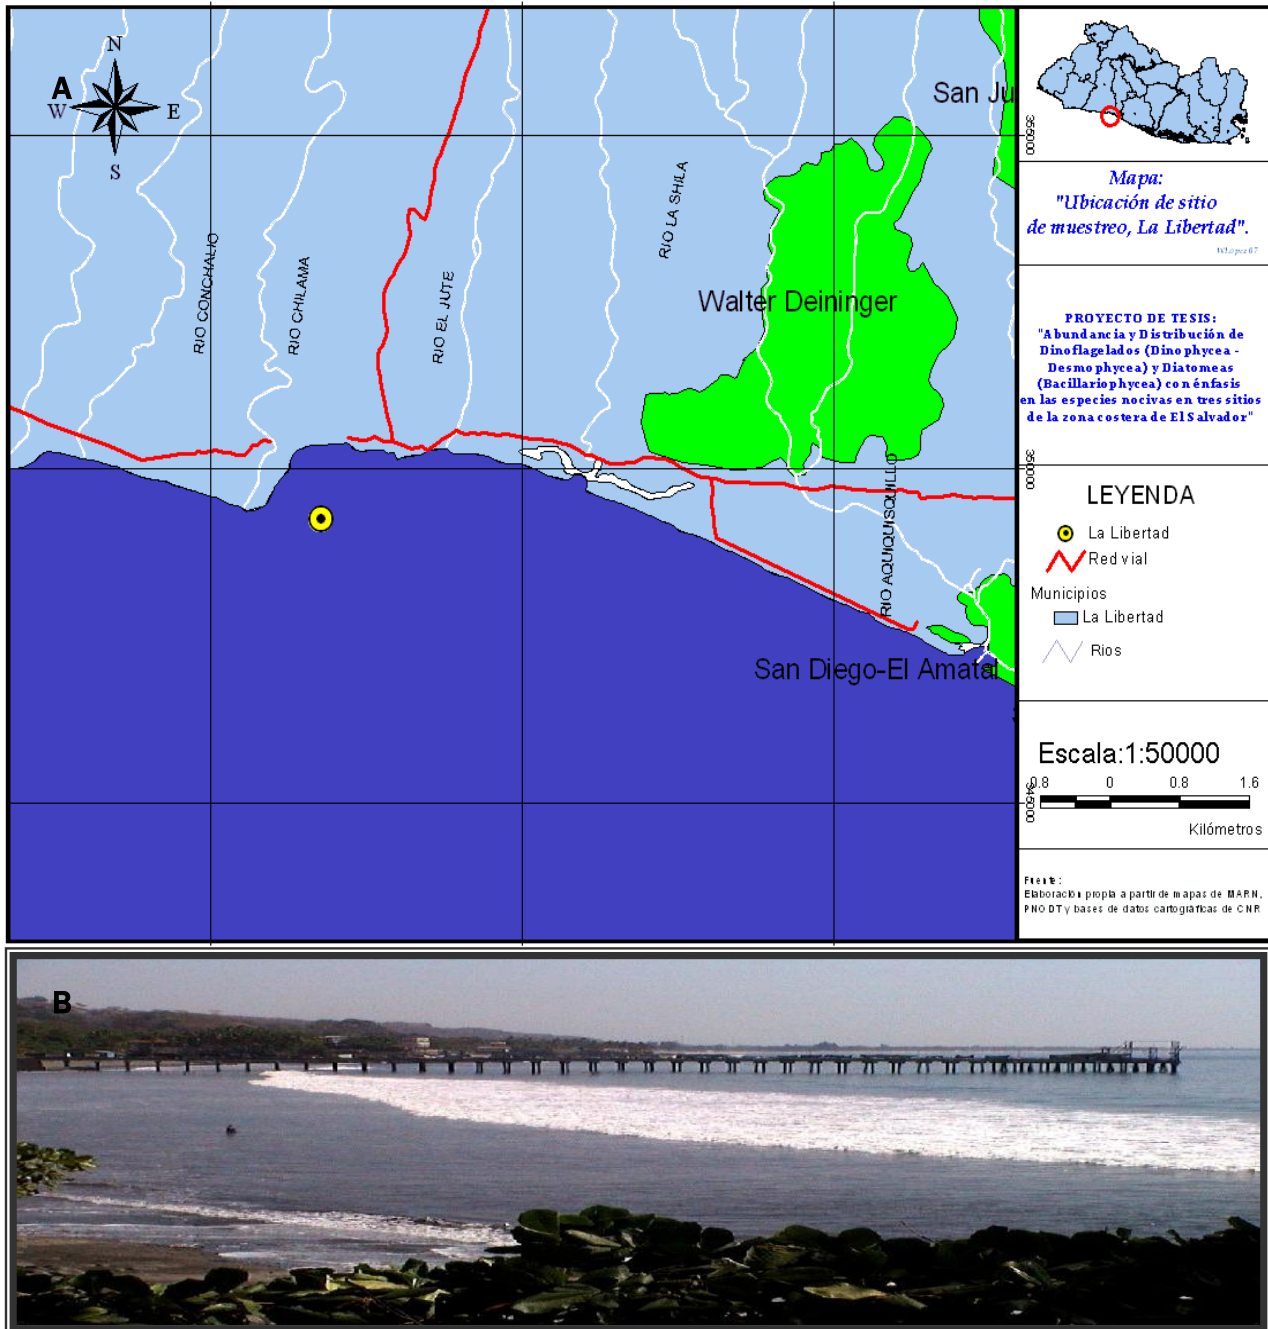 A
N
W
E
S
RIO CONCHALIO
RIO CHILAMA
RIO EL JUTE
RIO LA SHILA
Walter Deininger
San Ju
RIO AQUIQUISQUILLO
San Diego-El Amatal
365000
360000
345000
Mapa:
"Ubicación de sitio
de muestreo, La Libertad".
WLopez07
PROYECTO DE TESIS:
"Abundancia y Distribución de
Dinoflagelados (Dinophycea -
Desmophycea) y Diatomeas
(Bacillariophycea) con énfasis
en las especies nocivas en tres sitios
de la zona costera de El Salvador"
LEYENDA
La Libertad
Red vial
Municipios
La Libertad
Rios
Escala:1:50000
0.8 0 0.8 1.6
Kilómetros
Fuente:
Elaboración propia a partir de mapas de MARN,
PNODT y bases de datos cartográficas de CNR
B